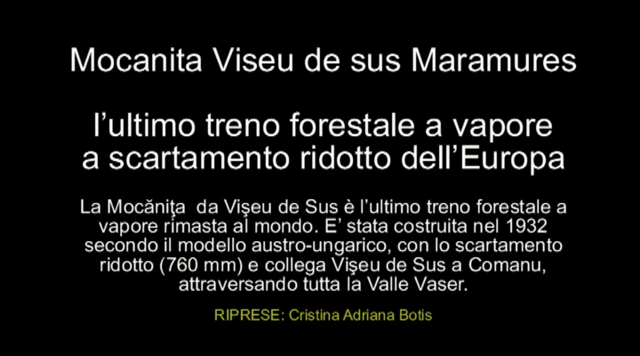 Mocanita Viseu de sus Maramures
l'ultimo treno forestale a vapore
a scartamento ridotto dell'Europa
La Mocăniţa da Vişeu de Sus è l'ultimo treno forestale a
vapore rimasta al mondo. E' stata costruita nel 1932
secondo il modello austro-ungarico, con lo scartamento
ridotto (760 mm) e collega Vişeu de Sus a Comanu,
attraversando tutta la Valle Vaser.
RIPRESE: Cristina Adriana Botis